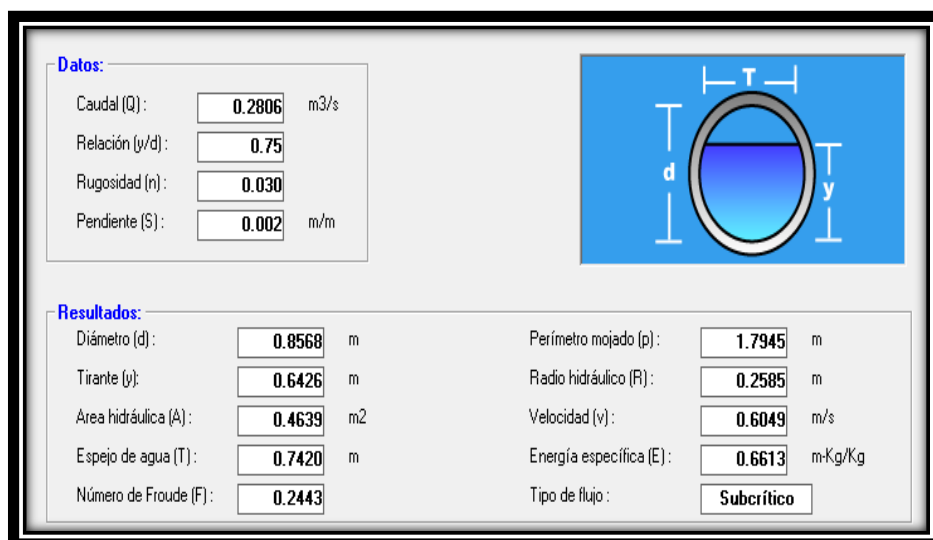 Datos:
Caudal (Q) : 0.2806 m3/s
Relación (y/d) : 0.75
Rugosidad (n) : 0.030
Pendiente (S) : 0.002 m/m
T
d
y
Resultados:
Diámetro (d) : 0.8568 m
Perímetro mojado (p) : 1.7945 m
Tirante (y): 0.6426 m
Radio hidráulico (R) : 0.2585 m
Area hidráulica (A) : 0.4639 m2
Velocidad (v) : 0.6049 m/s
Espejo de agua (T) : 0.7420 m
Energía específica (E) : 0.6613 m-Kg/Kg
Número de Froude (F) : 0.2443
Tipo de flujo : Subcrítico